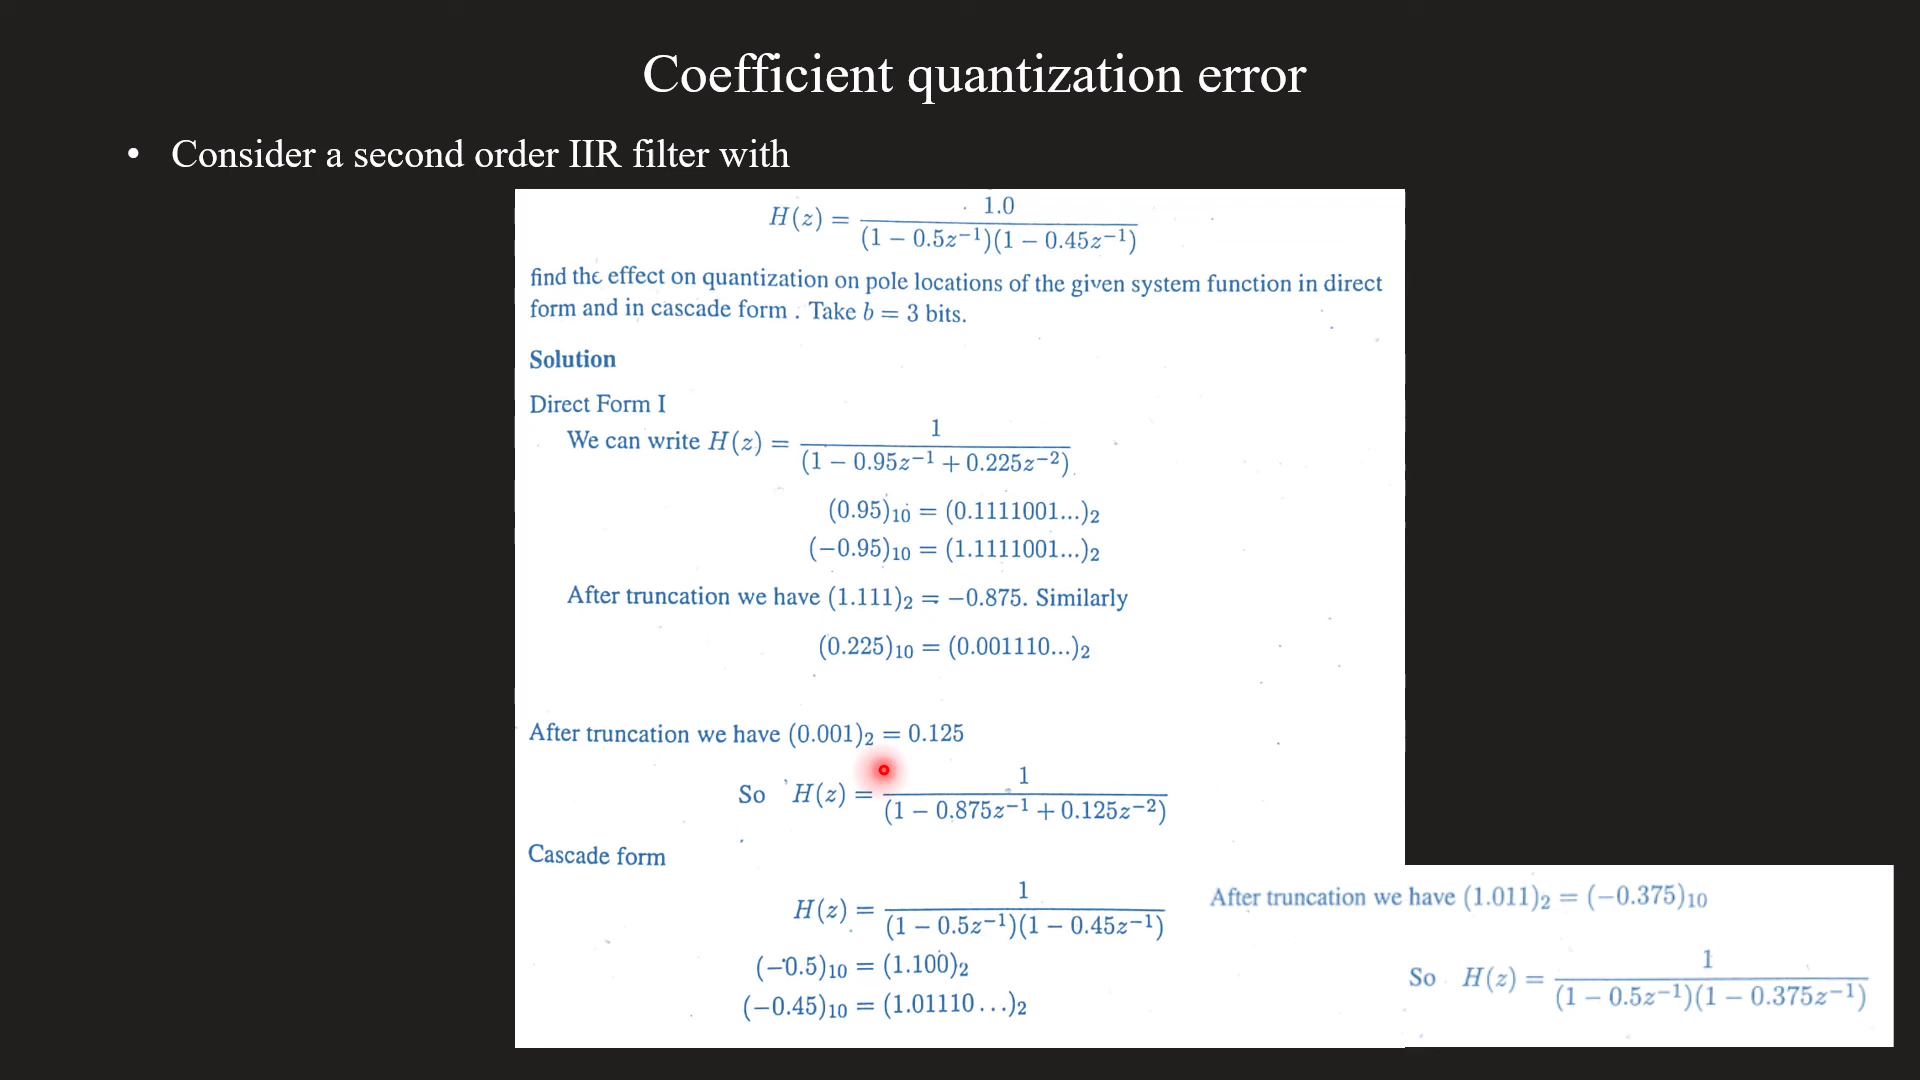 Coefficient quantization error
• Consider a second order IIR filter with
H(z) = 1.0 / (1 − 0.5z⁻¹)(1 − 0.45z⁻¹)
find the effect on quantization on pole locations of the given system function in direct
form and in cascade form . Take b = 3 bits.
Solution
Direct Form I
We can write H(z) = 1 / (1 − 0.95z⁻¹ + 0.225z⁻²)
(0.95)₁₀ = (0.1111001...)₂
(−0.95)₁₀ = (1.1111001...)₂
After truncation we have (1.111)₂ = −0.875. Similarly
(0.225)₁₀ = (0.001110...)₂
After truncation we have (0.001)₂ = 0.125
So H(z) = 1 / (1 − 0.875z⁻¹ + 0.125z⁻²)
Cascade form
H(z) = 1 / (1 − 0.5z⁻¹)(1 − 0.45z⁻¹)
(−0.5)₁₀ = (1.100)₂
(−0.45)₁₀ = (1.01110...)₂
After truncation we have (1.011)₂ = (−0.375)₁₀
So H(z) = 1 / (1 − 0.5z⁻¹)(1 − 0.375z⁻¹)